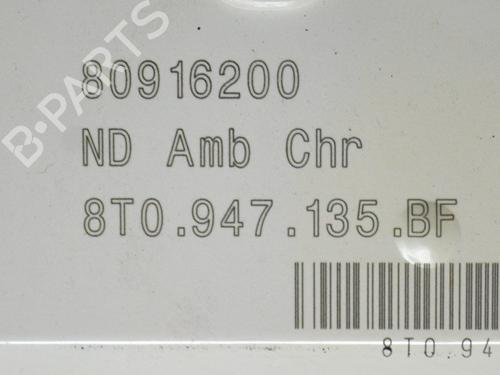 B-PARTS
80916200
ND Amb Chr
8T0.947.135.BF
8T0.94